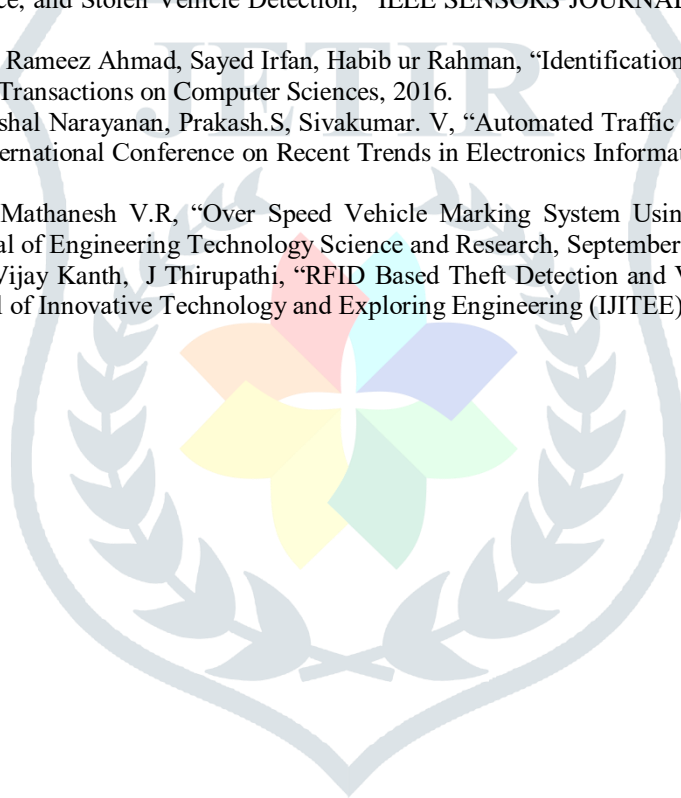 ce, and Stolen Vehicle Detection,” IEEE SENSORS JOURNAL
JETIR
Rameez Ahmad, Sayed Irfan, Habib ur Rahman, “Identification
Transactions on Computer Sciences, 2016.
shal Narayanan, Prakash.S, Sivakumar. V, “Automated Traffic
ernational Conference on Recent Trends in Electronics Informat
Mathanesh V.R, “Over Speed Vehicle Marking System Usin
al of Engineering Technology Science and Research, September
Vijay Kanth, J Thirupathi, “RFID Based Theft Detection and V
l of Innovative Technology and Exploring Engineering (IJITEE)